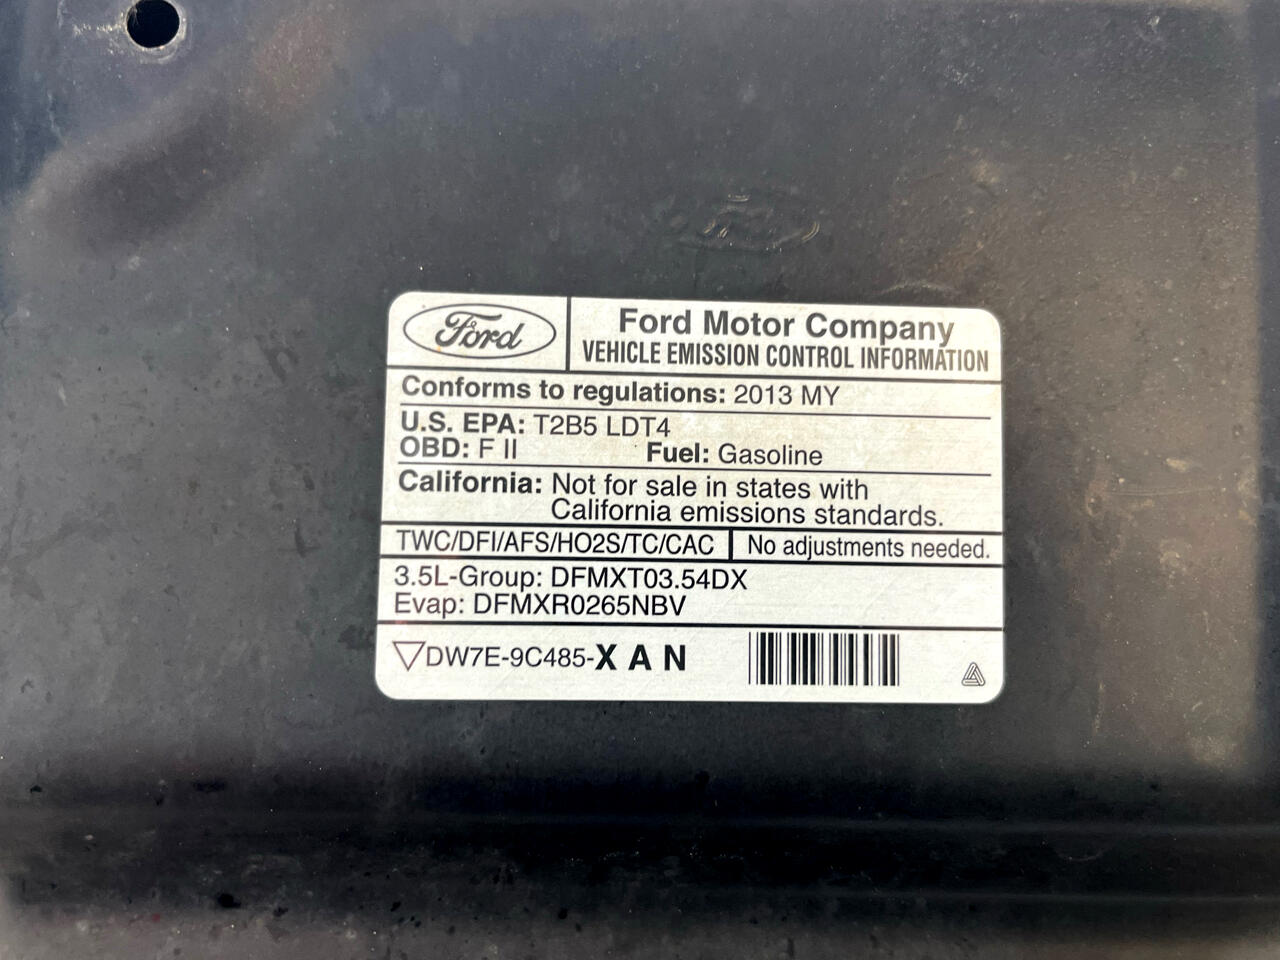 Ford
Ford Motor Company
VEHICLE EMISSION CONTROL INFORMATION
Conforms to regulations: 2013 MY
U.S. EPA: T2B5 LDT4
OBD: F II Fuel: Gasoline
California: Not for sale in states with
California emissions standards.
TWC/DFI/AFS/HO2S/TC/CAC No adjustments needed.
3.5L-Group: DFMXT03.54DX
Evap: DFMXR0265NBV
DW7E-9C485-X A N